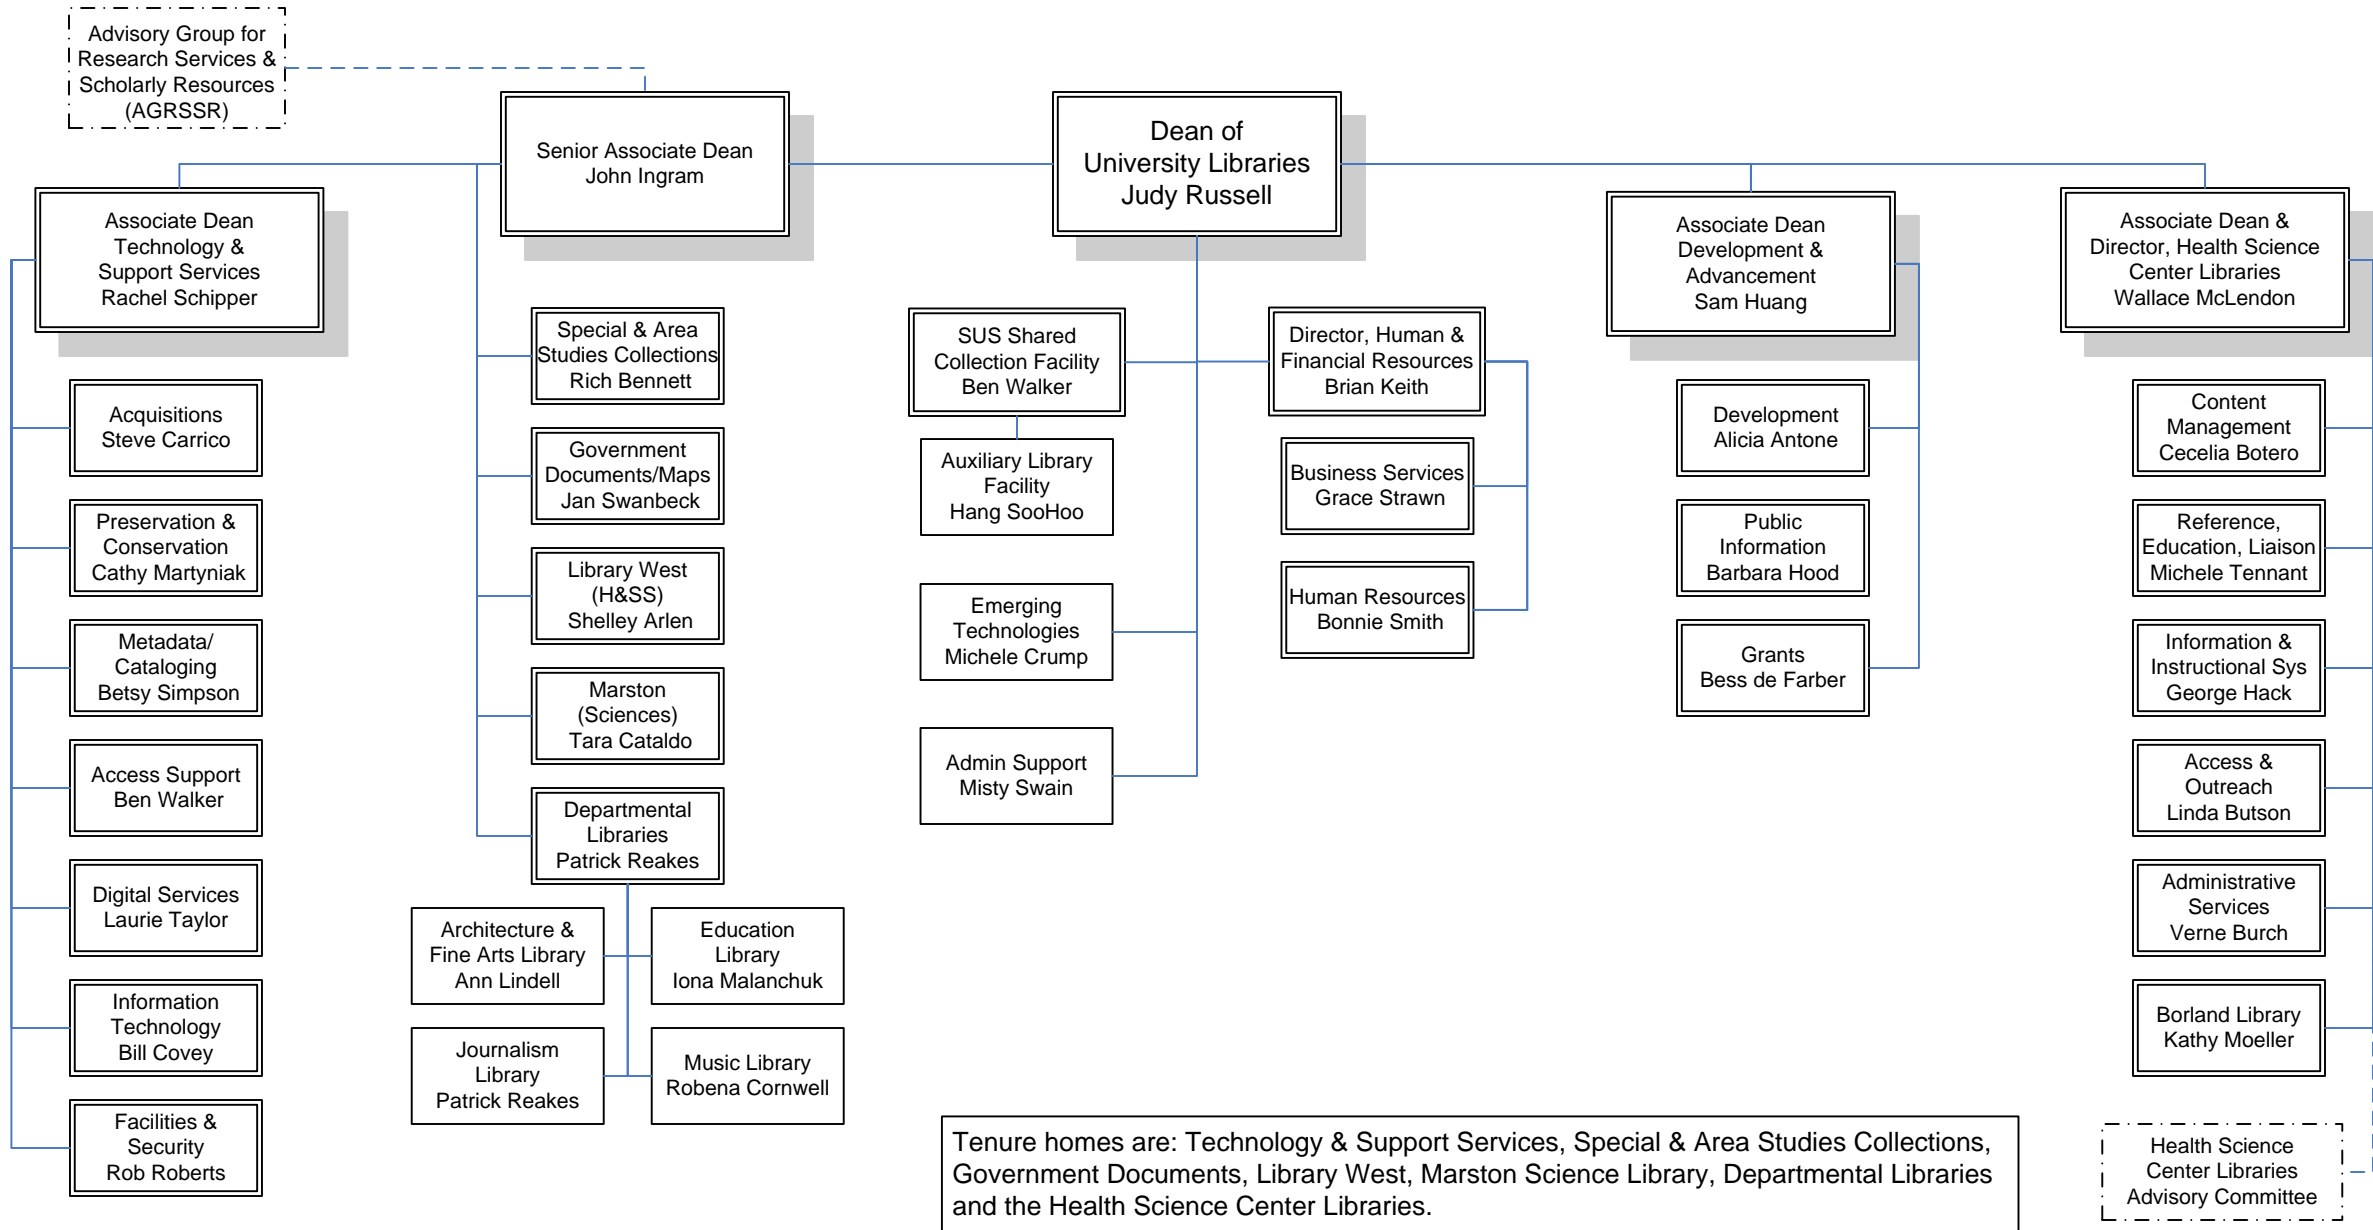 Advisory Group for
Research Services &
Scholarly Resources
(AGRSSR)
Senior Associate Dean
John Ingram
Dean of
University Libraries
Judy Russell
Associate Dean
Technology &
Support Services
Rachel Schipper
Associate Dean
Development &
Advancement
Sam Huang
Associate Dean &
Director, Health Science
Center Libraries
Wallace McLendon
Acquisitions
Steve Carrico
Preservation &
Conservation
Cathy Martyniak
Metadata/
Cataloging
Betsy Simpson
Access Support
Ben Walker
Digital Services
Laurie Taylor
Information
Technology
Bill Covey
Facilities &
Security
Rob Roberts
Special & Area
Studies Collections
Rich Bennett
Government
Documents/Maps
Jan Swanbeck
Library West
(H&SS)
Shelley Arlen
Marston
(Sciences)
Tara Cataldo
Departmental
Libraries
Patrick Reakes
Architecture &
Fine Arts Library
Ann Lindell
Education
Library
Iona Malanchuk
Journalism
Library
Patrick Reakes
Music Library
Robena Cornwell
SUS Shared
Collection Facility
Ben Walker
Auxiliary Library
Facility
Hang SooHoo
Emerging
Technologies
Michele Crump
Admin Support
Misty Swain
Director, Human &
Financial Resources
Brian Keith
Business Services
Grace Strawn
Human Resources
Bonnie Smith
Development
Alicia Antone
Public
Information
Barbara Hood
Grants
Bess de Farber
Content
Management
Cecelia Botero
Reference,
Education, Liaison
Michele Tennant
Information &
Instructional Sys
George Hack
Access &
Outreach
Linda Butson
Administrative
Services
Verne Burch
Borland Library
Kathy Moeller
Health Science
Center Libraries
Advisory Committee
Tenure homes are: Technology & Support Services, Special & Area Studies Collections,
Government Documents, Library West, Marston Science Library, Departmental Libraries
and the Health Science Center Libraries.